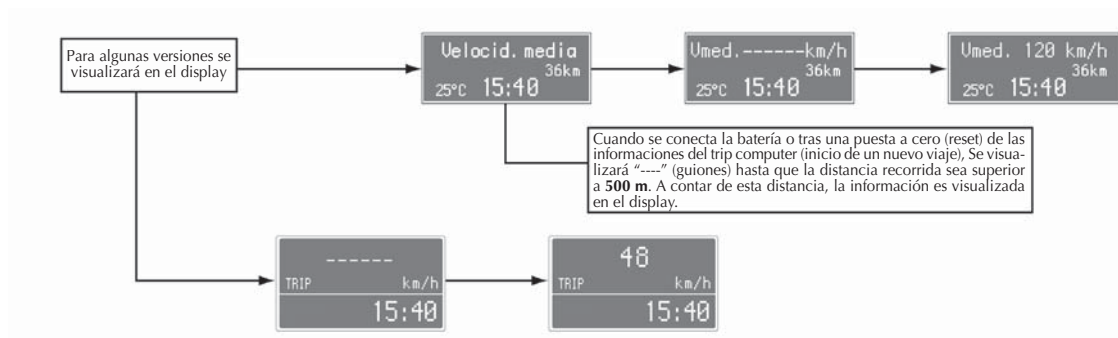 Para algunas versiones se
visualizará en el display
Velocid. media
36km
25°C 15:40
Vmed.------km/h
36km
25°C 15:40
Vmed. 120 km/h
36km
25°C 15:40
Cuando se conecta la batería o tras una puesta a cero (reset) de las
informaciones del trip computer (inicio de un nuevo viaje), Se visua-
lizará “----” (guiones) hasta que la distancia recorrida sea superior
a 500 m. A contar de esta distancia, la información es visualizada
en el display.
------
TRIP km/h
15:40
48
TRIP km/h
15:40